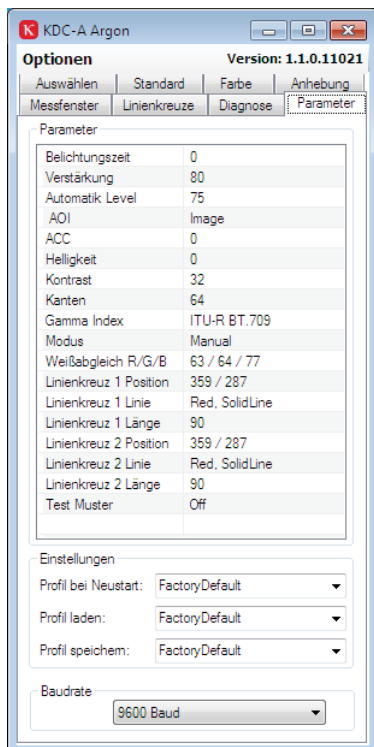 K KDC-A Argon
Optionen Version: 1.1.0.11021
Auswählen Standard Farbe Anhebung
Messfenster Linienkreuze Diagnose Parameter
Parameter
Belichtungszeit 0
Verstärkung 80
Automatik Level 75
AOI Image
ACC 0
Helligkeit 0
Kontrast 32
Kanten 64
Gamma Index ITU-R BT.709
Modus Manual
Weißabgleich R/G/B 63 / 64 / 77
Linienkreuz 1 Position 359 / 287
Linienkreuz 1 Linie Red, SolidLine
Linienkreuz 1 Länge 90
Linienkreuz 2 Position 359 / 287
Linienkreuz 2 Linie Red, SolidLine
Linienkreuz 2 Länge 90
Test Muster Off
Einstellungen
Profil bei Neustart: FactoryDefault
Profil laden: FactoryDefault
Profil speichern: FactoryDefault
Baudrate
9600 Baud